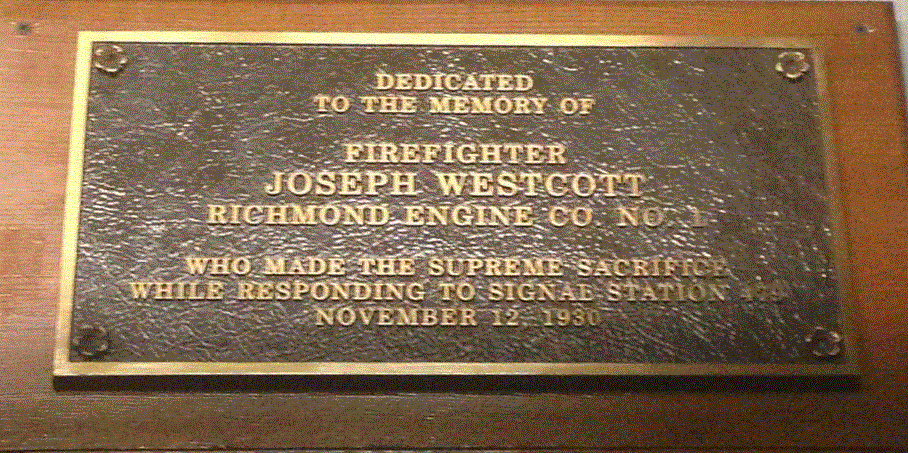 DEDICATED
TO THE MEMORY OF
FIREFIGHTER
JOSEPH WESTCOTT
RICHMOND ENGINE CO. NO. 1
WHO MADE THE SUPREME SACRIFICE
WHILE RESPONDING TO SIGNAL STATION
NOVEMBER 12, 1930